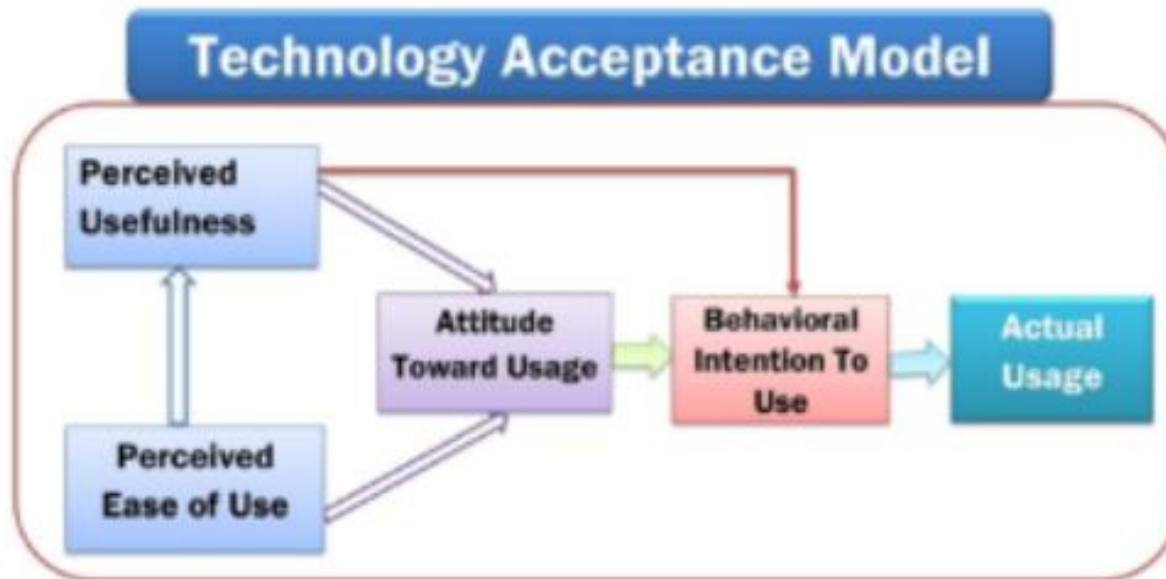 Technology Acceptance Model
Perceived
Usefulness
Attitude
Toward Usage
Behavioral
Intention To
Use
Actual
Usage
Perceived
Ease of Use